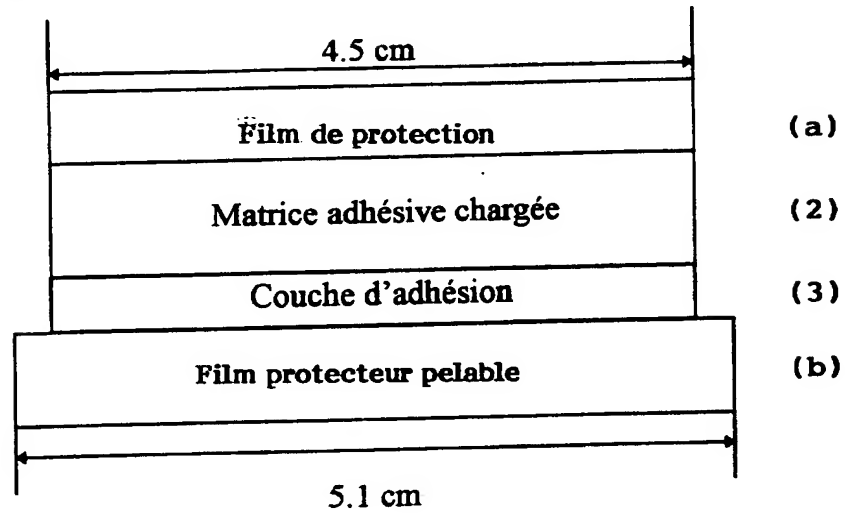 4.5 cm
Film de protection (a)
Matrice adhésive chargée (2)
Couche d'adhésion (3)
Film protecteur pelable (b)
5.1 cm